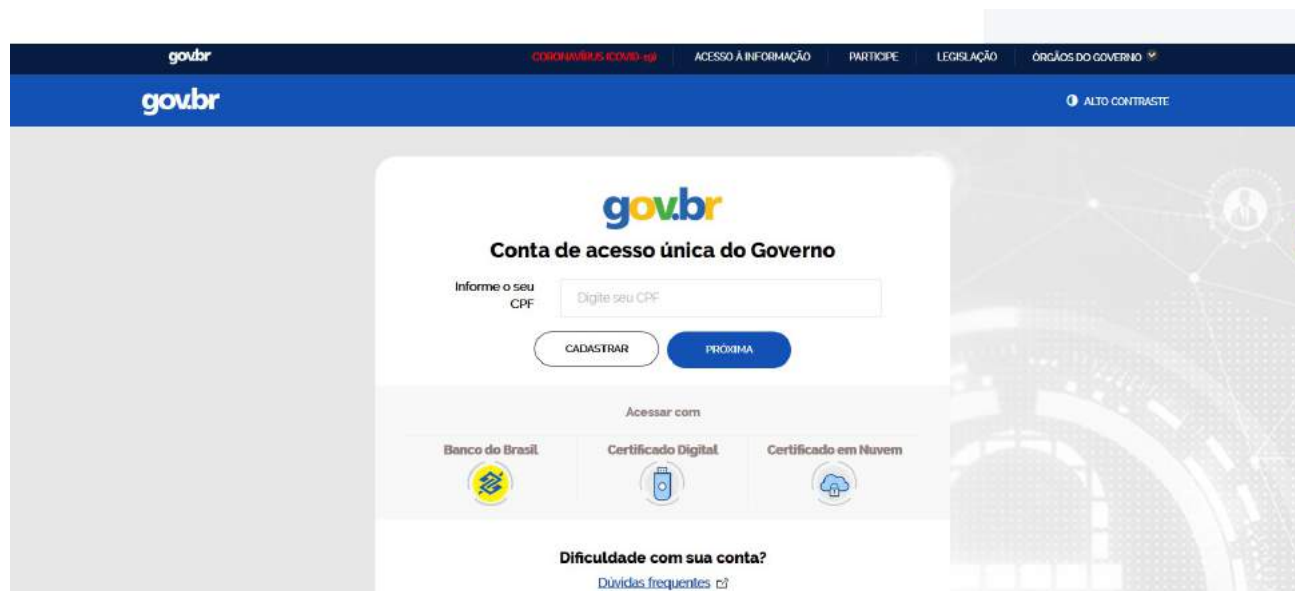 gov.br CORONAVÍRUS (COVID-19) ACESSO À INFORMAÇÃO PARTICIPE LEGISLAÇÃO ÓRGÃOS DO GOVERNO
gov.br ALTO CONTRASTE
gov.br
Conta de acesso única do Governo
Informe o seu
CPF
Digite seu CPF
CADASTRAR PRÓXIMA
Acessar com
Banco do Brasil Certificado Digital Certificado em Nuvem
Dificuldade com sua conta?
Dúvidas frequentes